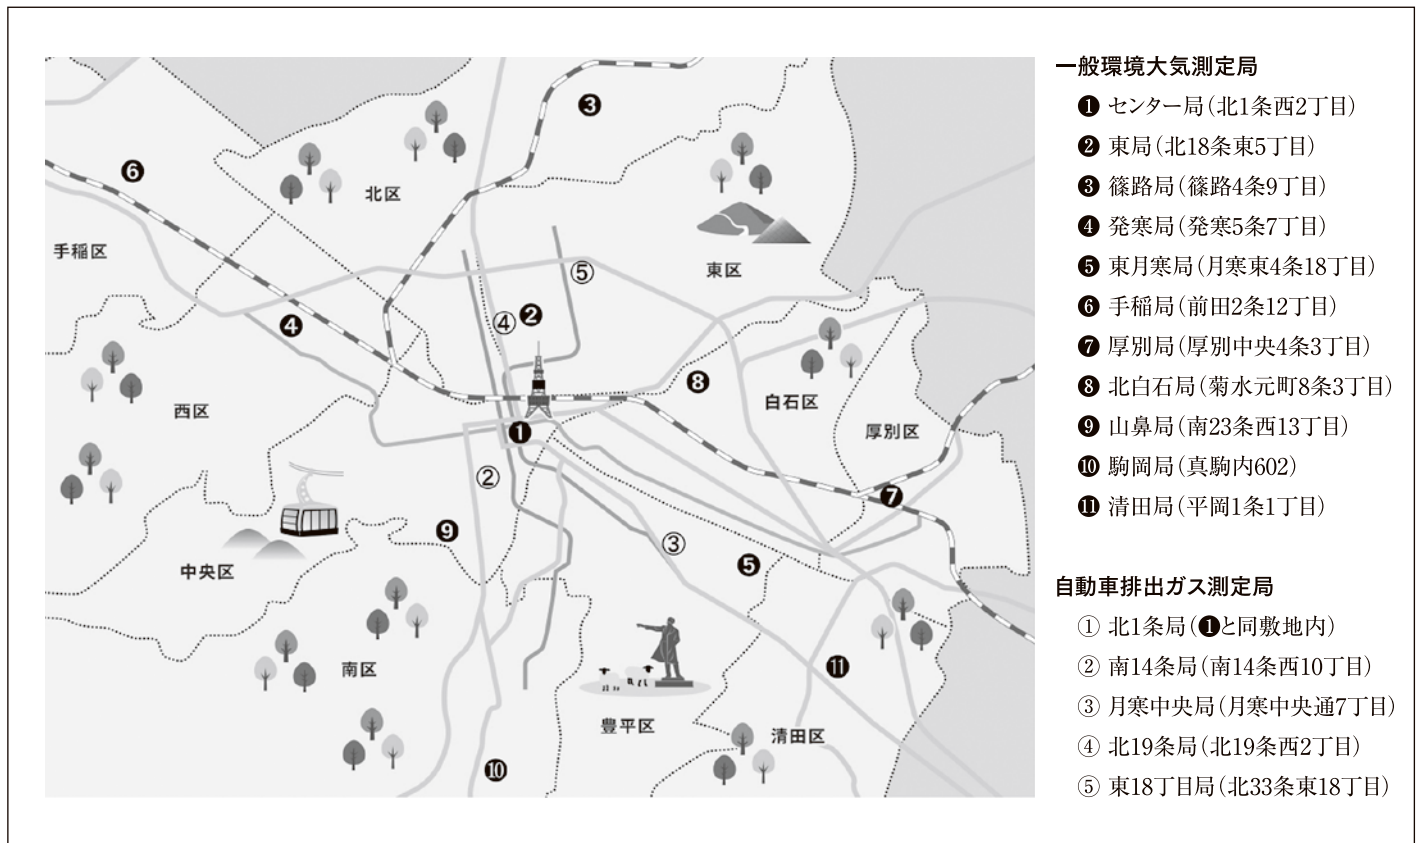 ❸
❻
北区
手稲区
東区
⑤
❷
④
❹
❽
白石区
西区
厚別区
❶
②
❼
❾
③
❺
中央区
南区
⓫
豊平区
清田区
❿
一般環境大気測定局
❶ センター局（北1条西2丁目）
❷ 東局（北18条東5丁目）
❸ 篠路局（篠路4条9丁目）
❹ 発寒局（発寒5条7丁目）
❺ 東月寒局（月寒東4条18丁目）
❻ 手稲局（前田2条12丁目）
❼ 厚別局（厚別中央4条3丁目）
❽ 北白石局（菊水元町8条3丁目）
❾ 山鼻局（南23条西13丁目）
❿ 駒岡局（真駒内602）
⓫ 清田局（平岡1条1丁目）
自動車排出ガス測定局
① 北1条局（❶と同敷地内）
② 南14条局（南14条西10丁目）
③ 月寒中央局（月寒中央通7丁目）
④ 北19条局（北19条西2丁目）
⑤ 東18丁目局（北33条東18丁目）